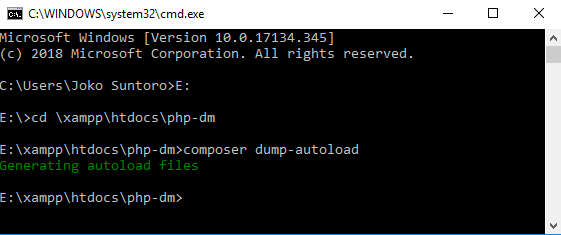 C:\WINDOWS\system32\cmd.exe
Microsoft Windows [Version 10.0.17134.345]
(c) 2018 Microsoft Corporation. All rights reserved.
C:\Users\Joko Suntoro>E:
E:\>cd \xampp\htdocs\php-dm
E:\xampp\htdocs\php-dm>composer dump-autoload
Generating autoload files
E:\xampp\htdocs\php-dm>